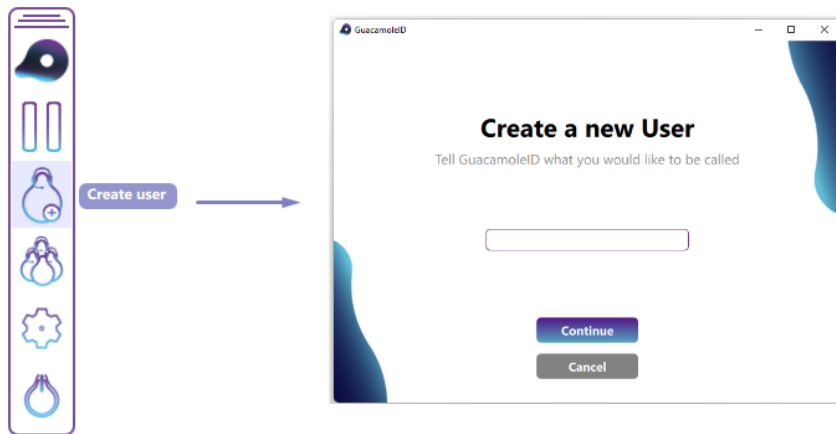 GuacamoleID
Create a new User
Tell GuacamoleID what you would like to be called
Create user
Continue
Cancel